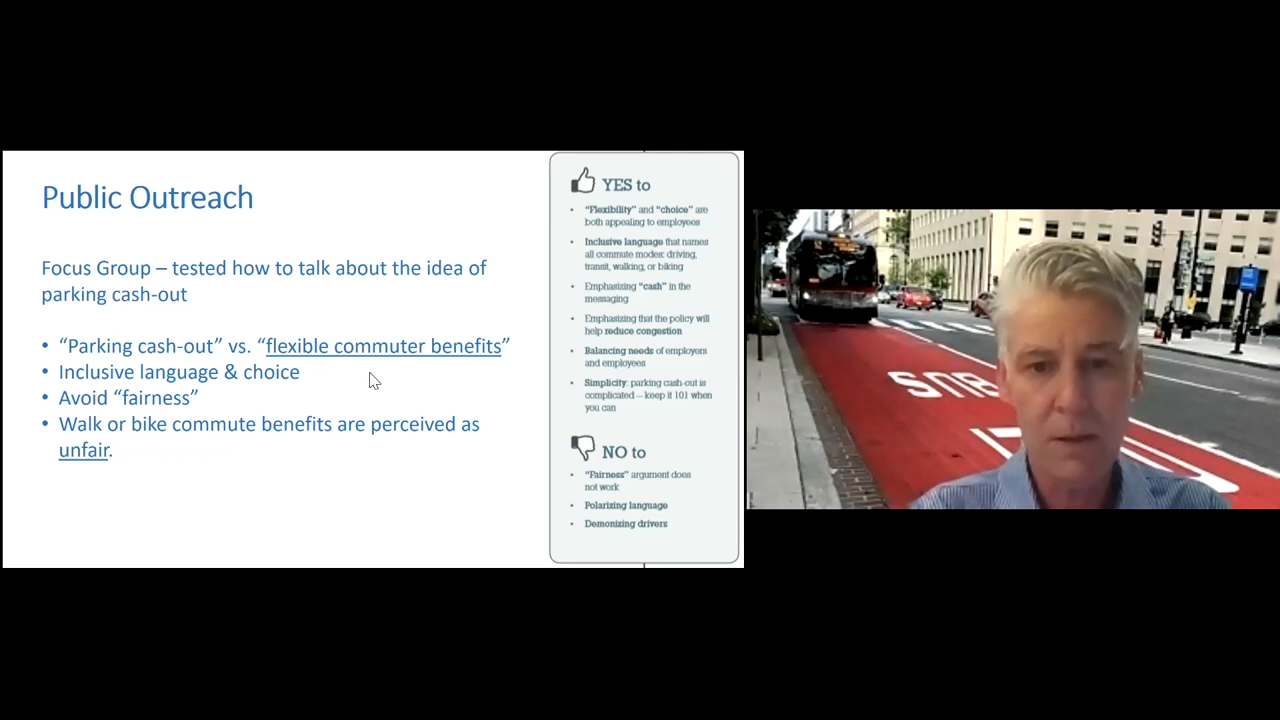 Public Outreach
Focus Group – tested how to talk about the idea of
parking cash-out
• “Parking cash-out” vs. “flexible commuter benefits”
• Inclusive language & choice
• Avoid “fairness”
• Walk or bike commute benefits are perceived as
unfair.
YES to
• “Flexibility” and “choice” are
both appealing to employees
• Inclusive language that names
all commute modes: driving,
transit, walking, or biking
• Emphasizing “cash” in the
messaging
• Emphasizing that the policy will
help reduce congestion
• Balancing needs of employers
and employees
• Simplicity: parking cash-out is
complicated – keep it 101 when
you can
NO to
• “Fairness” argument does
not work
• Polarizing language
• Demonizing drivers
BUS